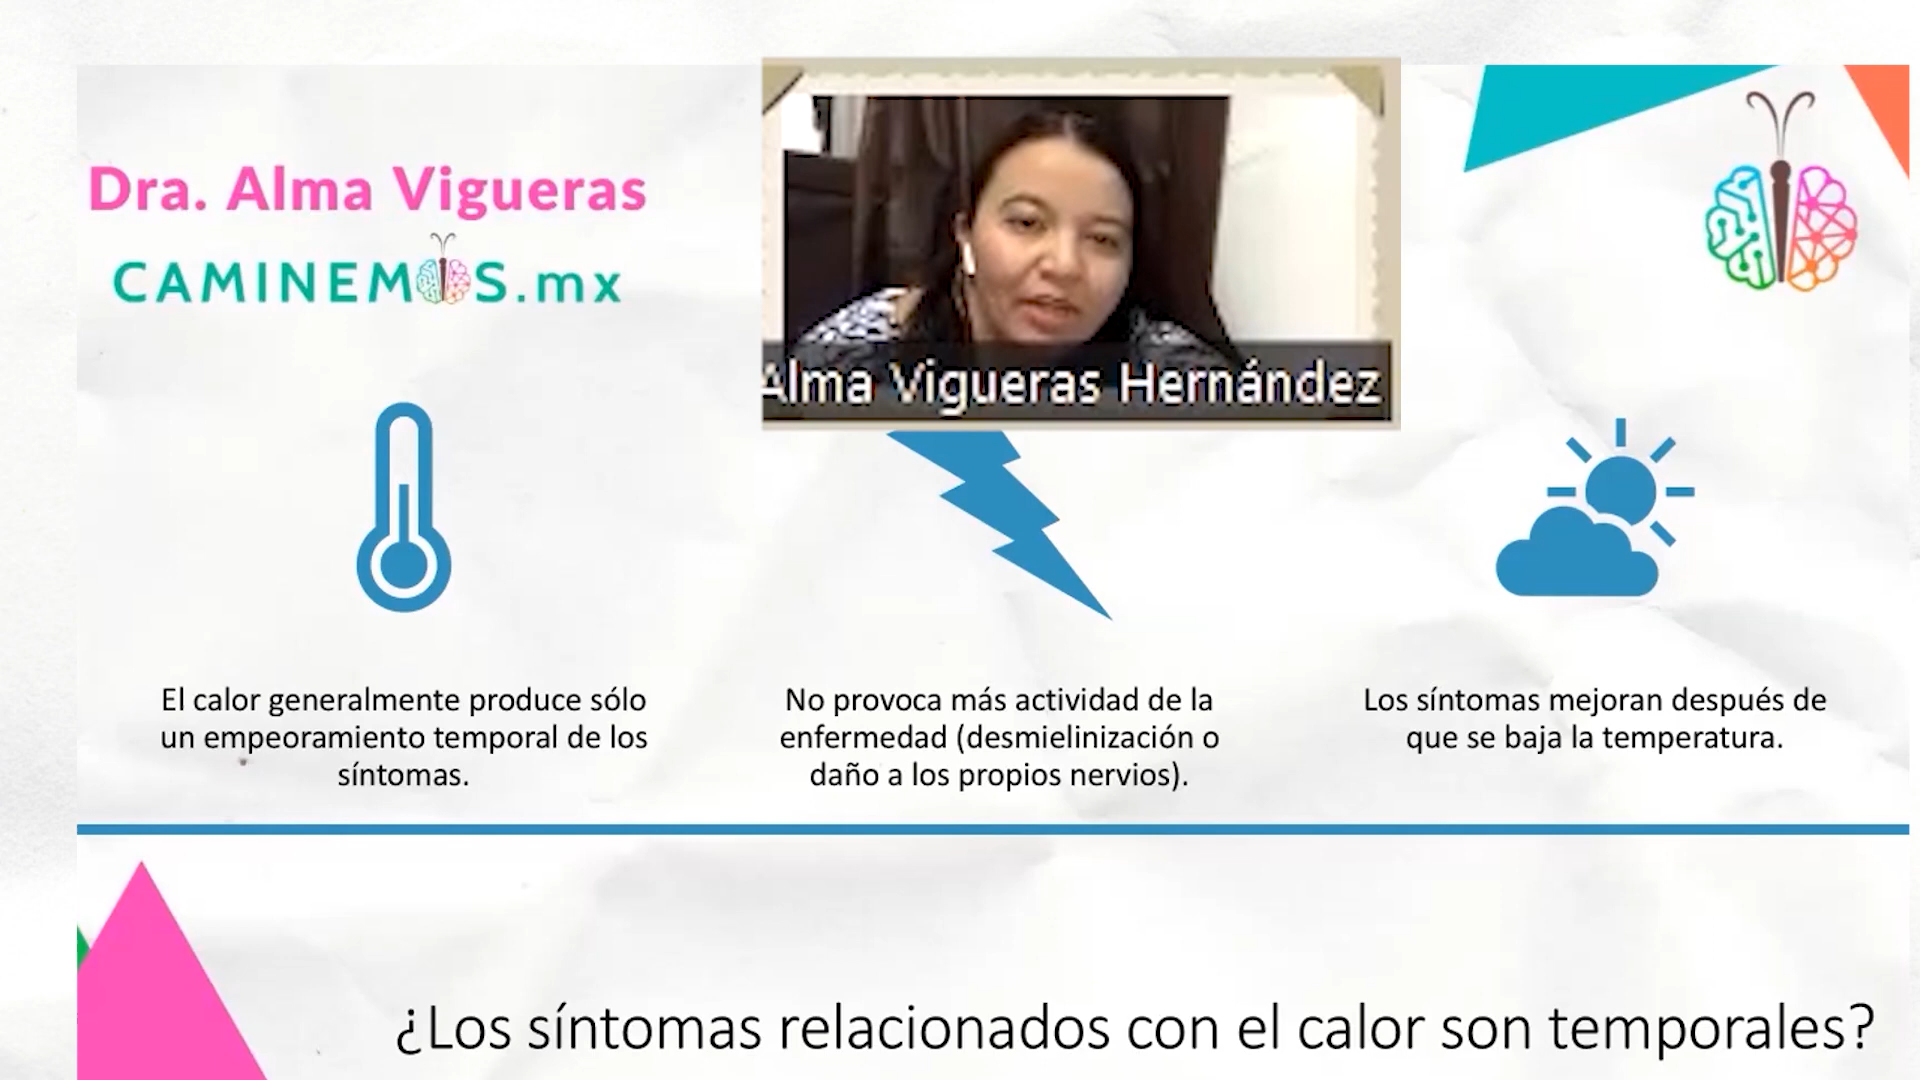 Dra. Alma Vigueras
CAMINEMOS.mx
Alma Vigueras Hernández
El calor generalmente produce sólo
un empeoramiento temporal de los
síntomas.
No provoca más actividad de la
enfermedad (desmielinización o
daño a los propios nervios).
Los síntomas mejoran después de
que se baja la temperatura.
¿Los síntomas relacionados con el calor son temporales?